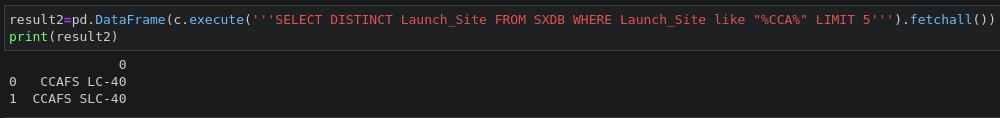 result2=pd.DataFrame(c.execute('''SELECT DISTINCT Launch_Site FROM SXDB WHERE Launch_Site like "%CCA%" LIMIT 5''').fetchall())
print(result2)
0
0 CCAFS LC-40
1 CCAFS SLC-40